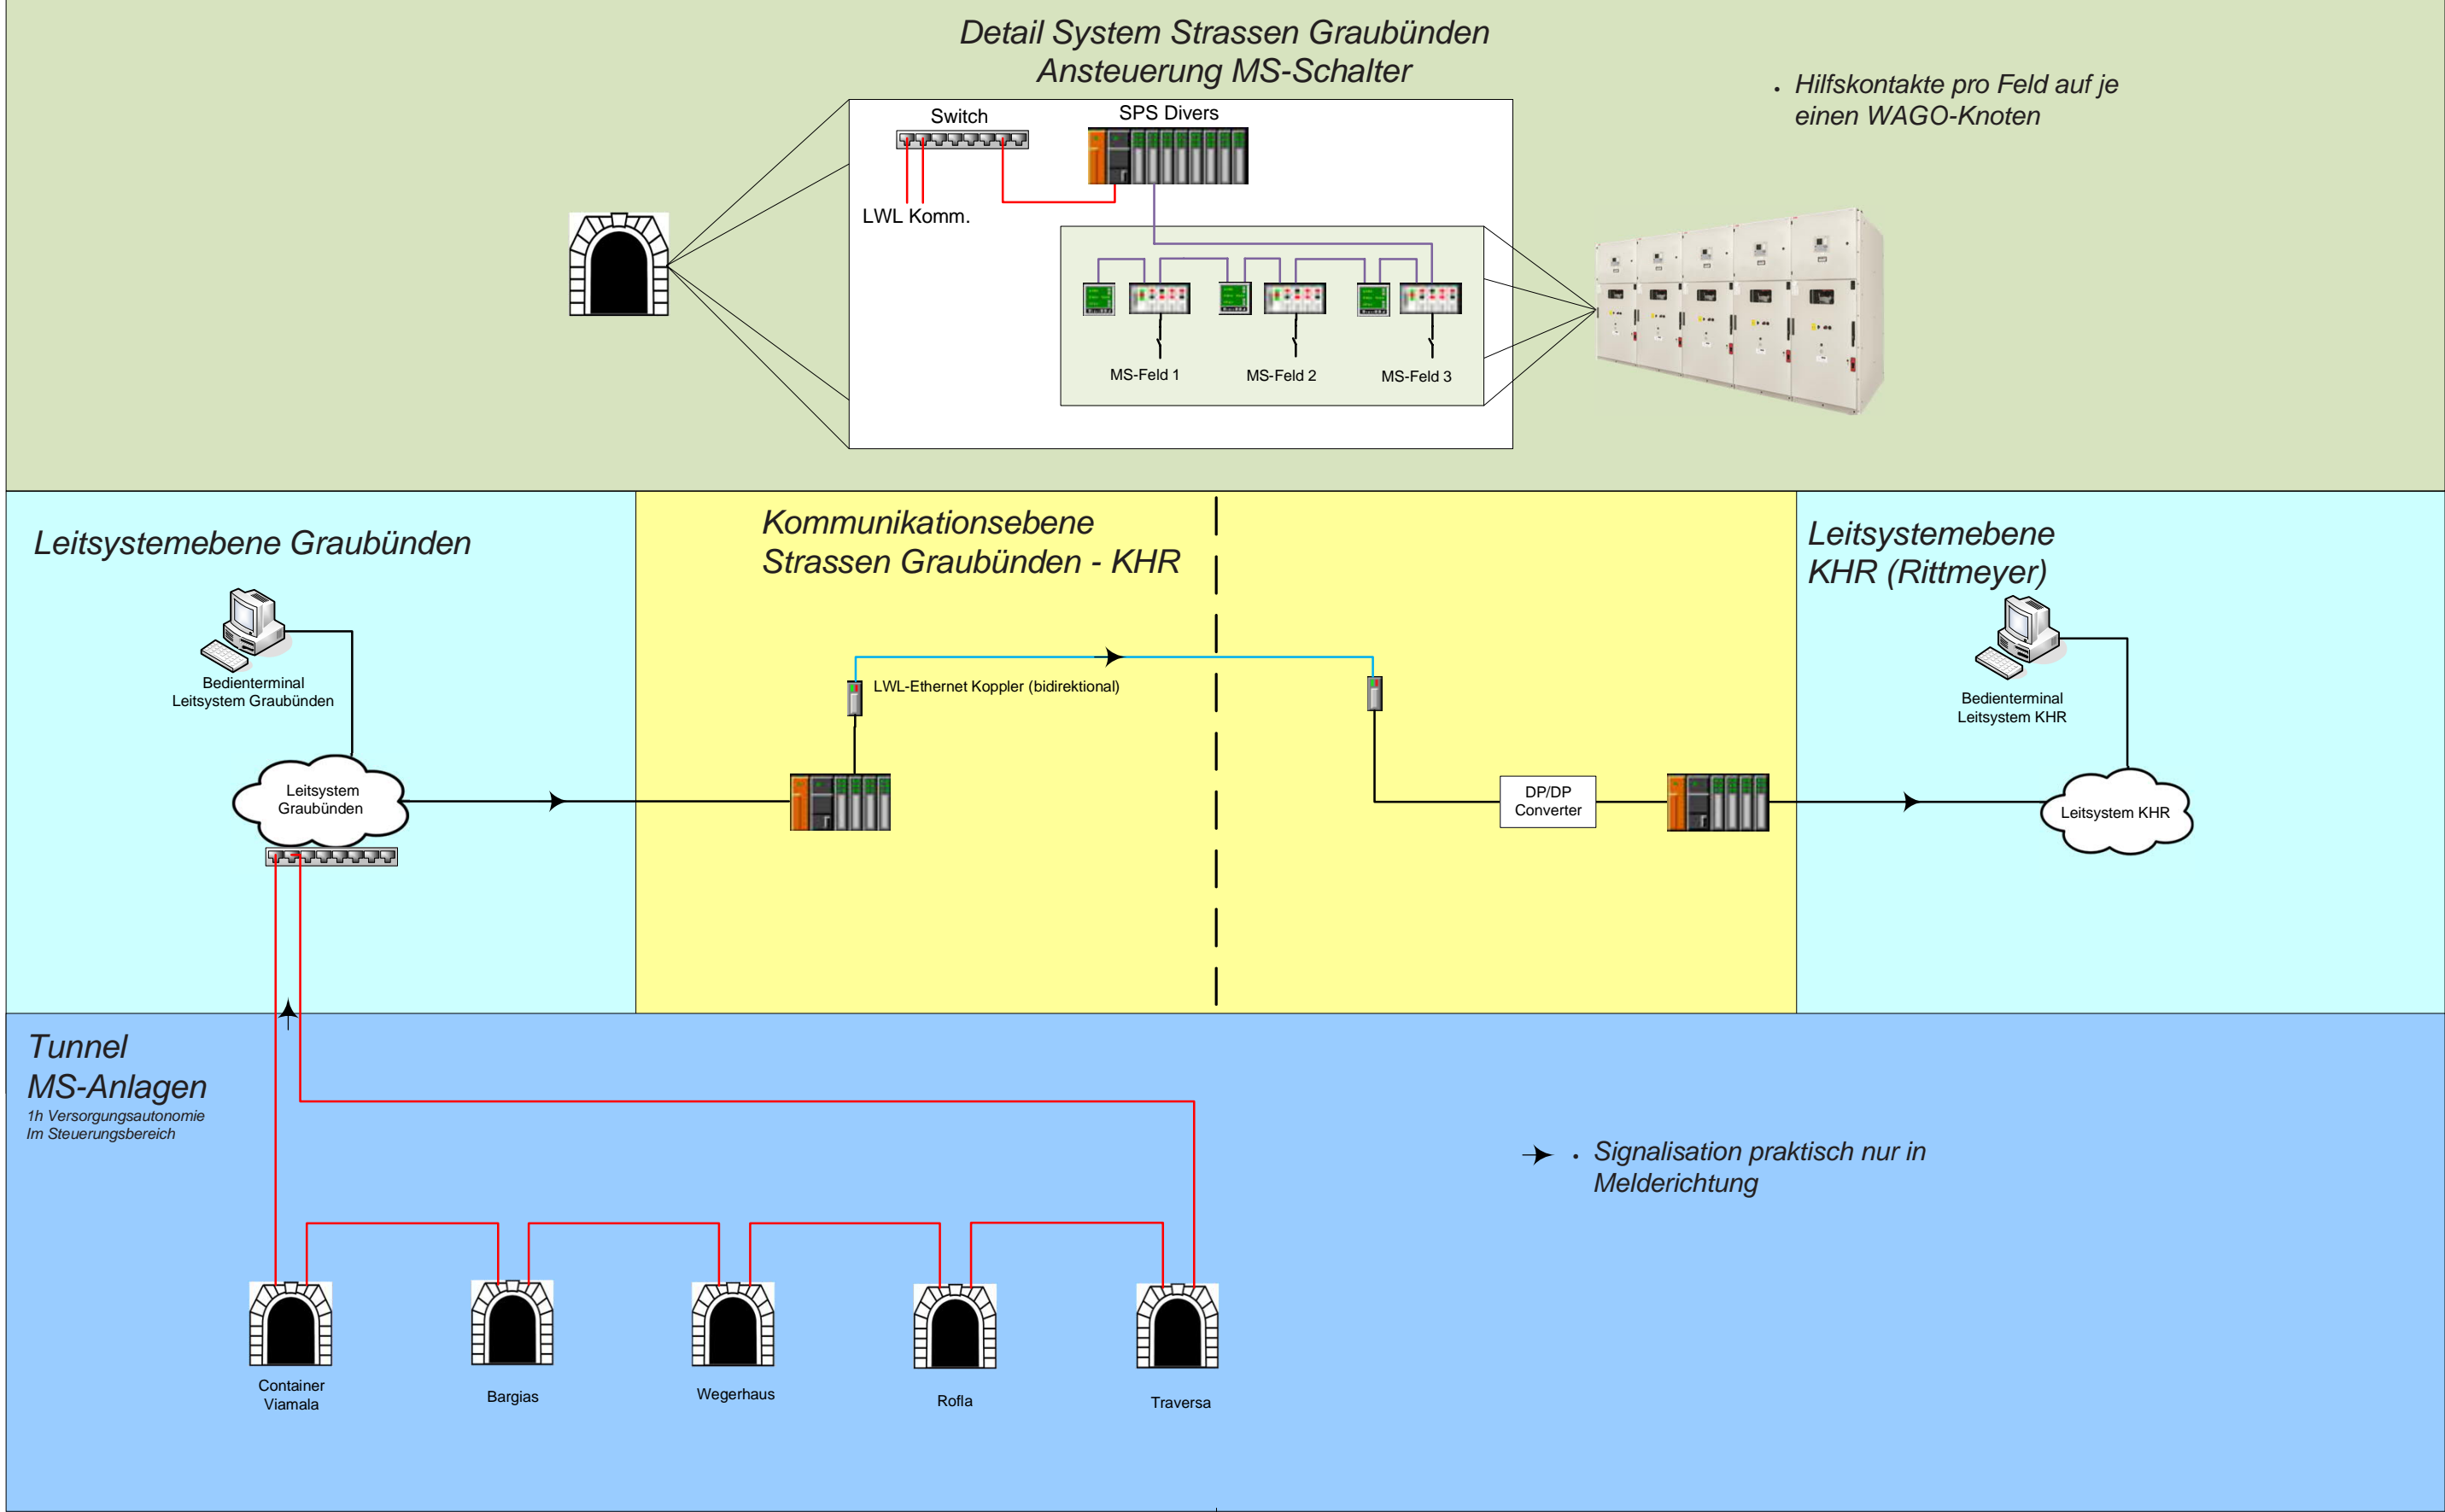 Detail System Strassen Graubünden
Ansteuerung MS-Schalter
• Hilfskontakte pro Feld auf je
einen WAGO-Knoten
Switch
SPS Divers
LWL Komm.
MS-Feld 1
MS-Feld 2
MS-Feld 3
Leitsystemebene Graubünden
Bedienterminal
Leitsystem Graubünden
Leitsystem
Graubünden
Kommunikationsebene
Strassen Graubünden - KHR
LWL-Ethernet Koppler (bidirektional)
DP/DP
Converter
Leitsystemebene
KHR (Rittmeyer)
Bedienterminal
Leitsystem KHR
Leitsystem KHR
Tunnel
MS-Anlagen
1h Versorgungsautonomie
Im Steuerungsbereich
• Signalisation praktisch nur in
Melderichtung
Container
Viamala
Bargias
Wegerhaus
Rofla
Traversa